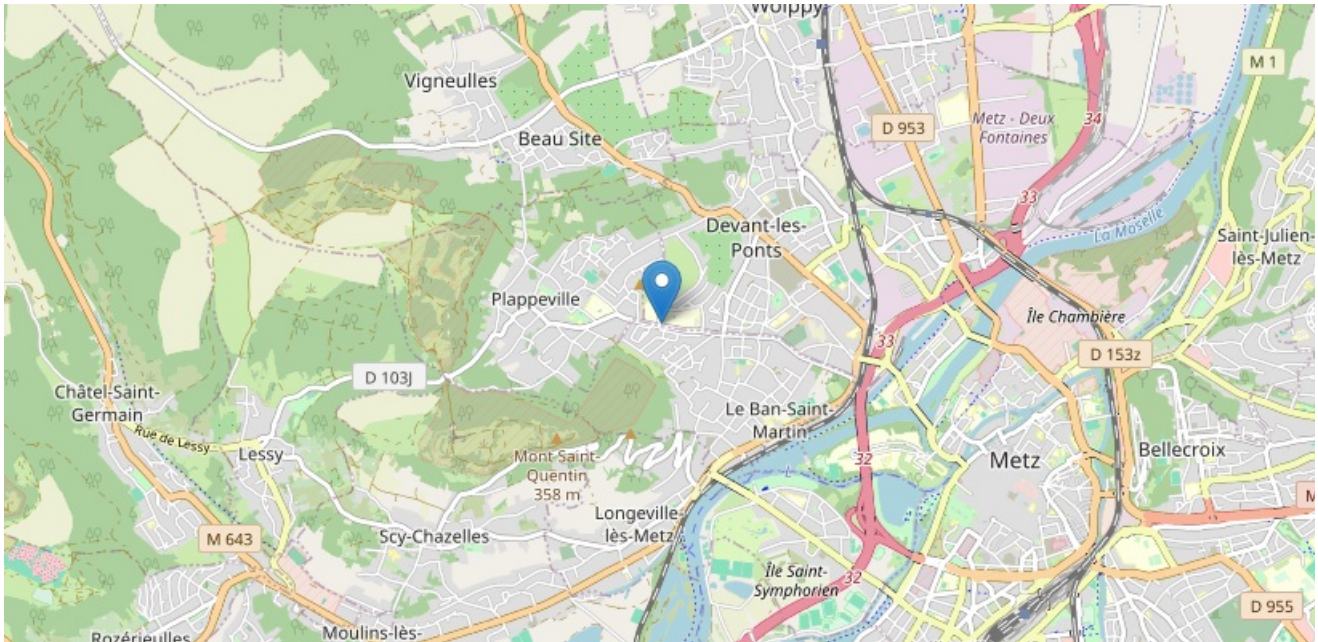 Woippy
M 1
Vigneulles
34
Metz - Deux
Fontaines
D 953
Beau Site
33
La Moselle
Devant-les-
Ponts
Saint-Julien-
lès-Metz
Plappeville
Île Chambière
33
D 153z
D 103J
Châtel-Saint-
Germain
Le Ban-Saint-
Martin
Rue de Lessy
Lessy
Mont Saint-
Quentin
358 m
32
Metz
Bellecroix
M
Longeville-
lès-Metz
M 643
Scy-Chazelles
Île Saint-
Symphorien
32
D 955
Rozérieulles
Moulins-lès-